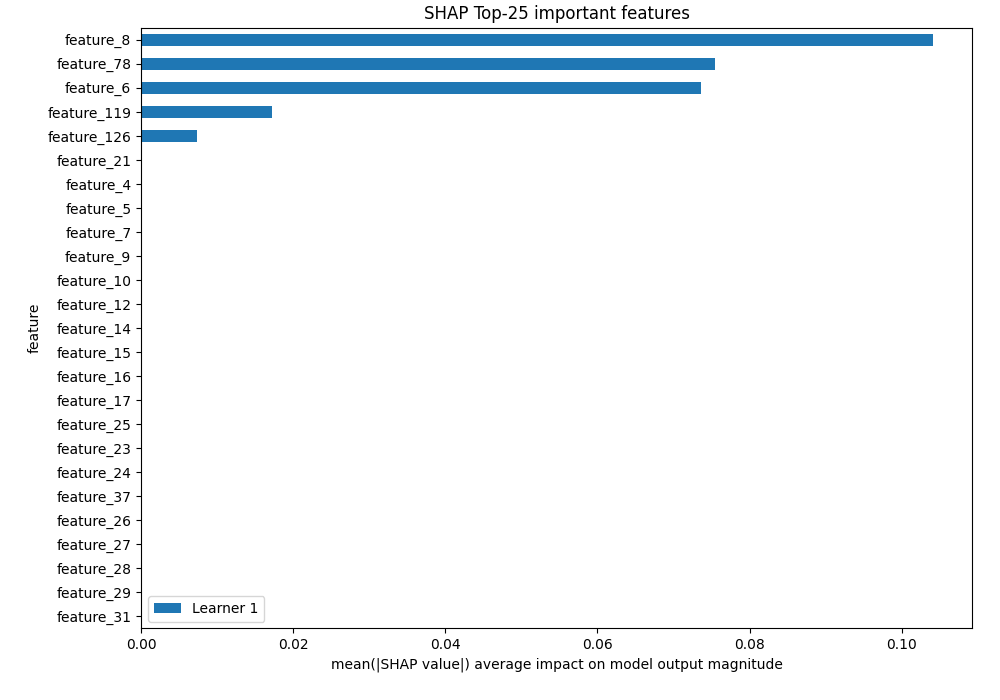 SHAP Top-25 important features
feature_8
feature_78
feature_6
feature_119
feature_126
feature_21
feature_4
feature_5
feature_7
feature_9
feature_10
feature_12
feature_14
feature_15
feature_16
feature_17
feature_25
feature_23
feature_24
feature_37
feature_26
feature_27
feature_28
feature_29
feature_31
feature
Learner 1
0.00 0.02 0.04 0.06 0.08 0.10
mean(|SHAP value|) average impact on model output magnitude